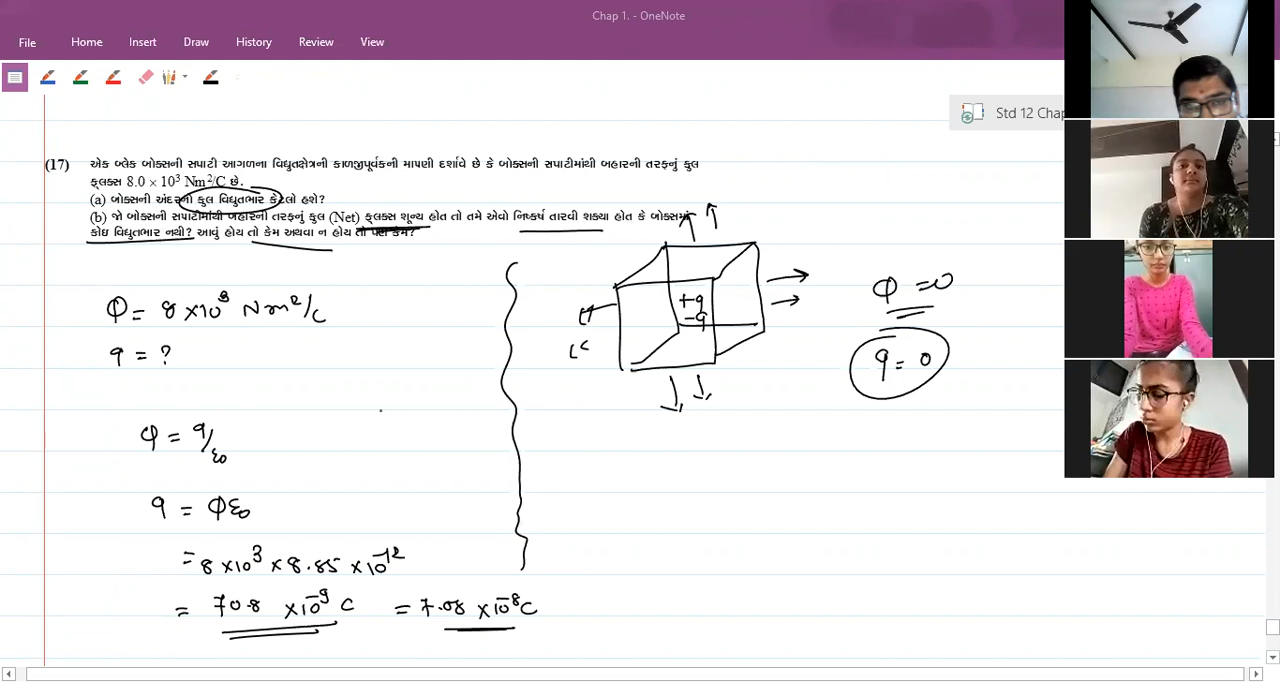 Chap 1. - OneNote
File Home Insert Draw History Review View
Std 12 Chap
(17) એક બ્લેક બોક્સની સપાટી આગળના વિદ્યુતક્ષેત્રની કાળજીપૂર્વકની માપણી દર્શાવે છે કે બોક્સની સપાટીમાંથી બહારની તરફનું કુલ
ફ્લક્સ 8.0 × 10³ Nm²/C છે.
(a) બોક્સની અંદરનો કુલ વિદ્યુતભાર કેટલો હશે?
(b) જો બોક્સની સપાટીમાંથી બહારની તરફનું કુલ (Net) ફ્લક્સ શૂન્ય હોત તો તમે એવો નિષ્કર્ષ તારવી શક્યા હોત કે બોક્સમાં
કોઇ વિદ્યુતભાર નથી? આવું હોય તો કેમ અથવા ન હોય તો પણ કેમ?
Φ = 8 × 10³ Nm²/C
q = ?
Φ = q/ε₀
q = Φε₀
= 8 × 10³ × 8.85 × 10⁻¹²
= 70.8 × 10⁻⁹ C = 7.08 × 10⁻⁸ C
+q
-q
Φ = 0
q = 0